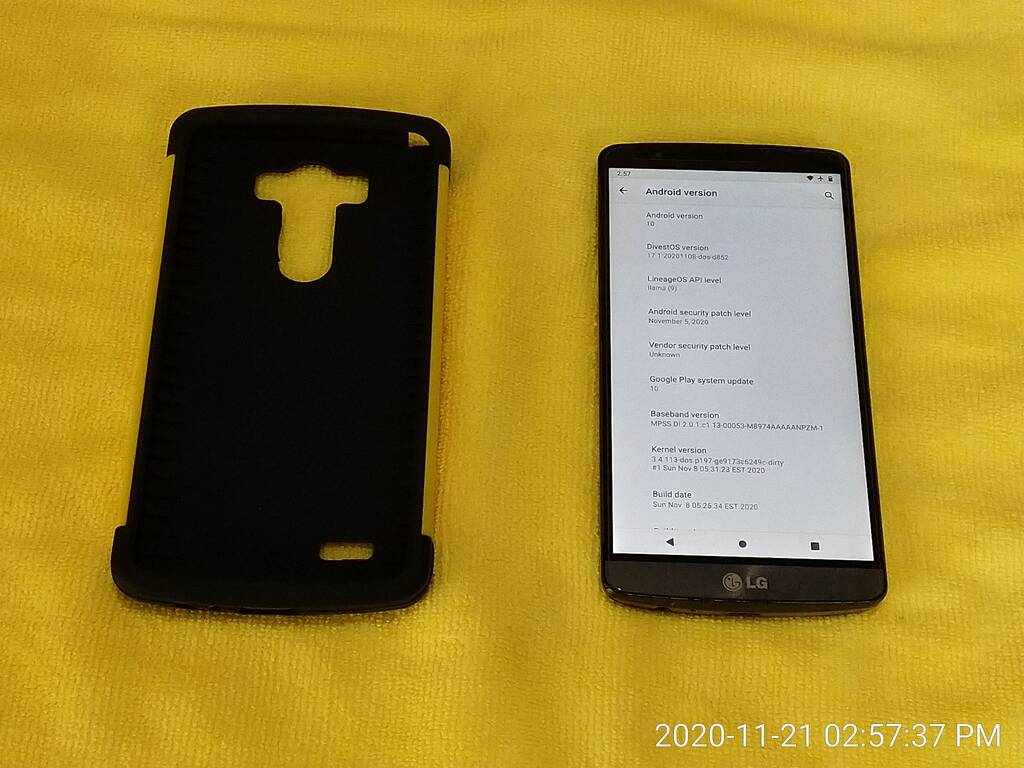 2:57
Android version
Android version
10
DivestOS version
17.1-20201108-dos-d852
LineageOS API level
llama (9)
Android security patch level
November 5, 2020
Vendor security patch level
Unknown
Google Play system update
10
Baseband version
MPSS.DI.2.0.1.c1.13-00053-M8974AAAAANPZM-1
Kernel version
3.4.113-dos.p197-ge9173c6249c-dirty
#1 Sun Nov 8 05:31:23 EST 2020
Build date
Sun Nov 8 05:25:34 EST 2020
LG
2020-11-21 02:57:37 PM